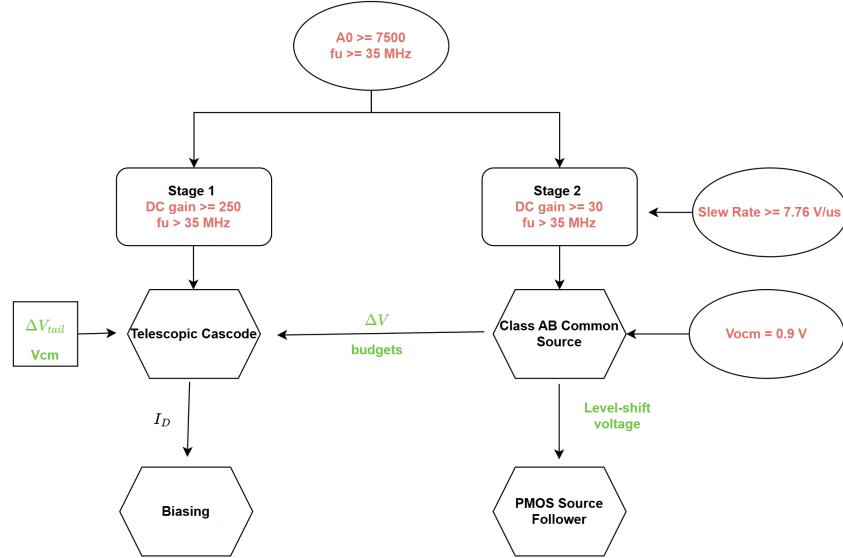 A0 >= 7500
fu >= 35 MHz
Stage 1
DC gain >= 250
fu > 35 MHz
Stage 2
DC gain >= 30
fu > 35 MHz
Slew Rate >= 7.76 V/us
ΔV_{tail}
Vcm
Telescopic Cascode
ΔV
budgets
Class AB Common
Source
Vocm = 0.9 V
I_D
Level-shift
voltage
Biasing
PMOS Source
Follower